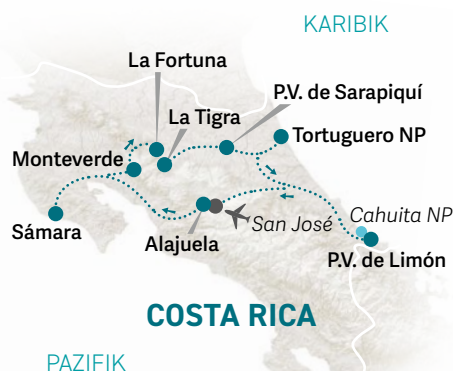 KARIBIK
La Fortuna
P.V. de Sarapiquí
La Tigra
Tortuguero NP
Monteverde
San José
Cahuita NP
Sámara
Alajuela
P.V. de Limón
COSTA RICA
PAZIFIK